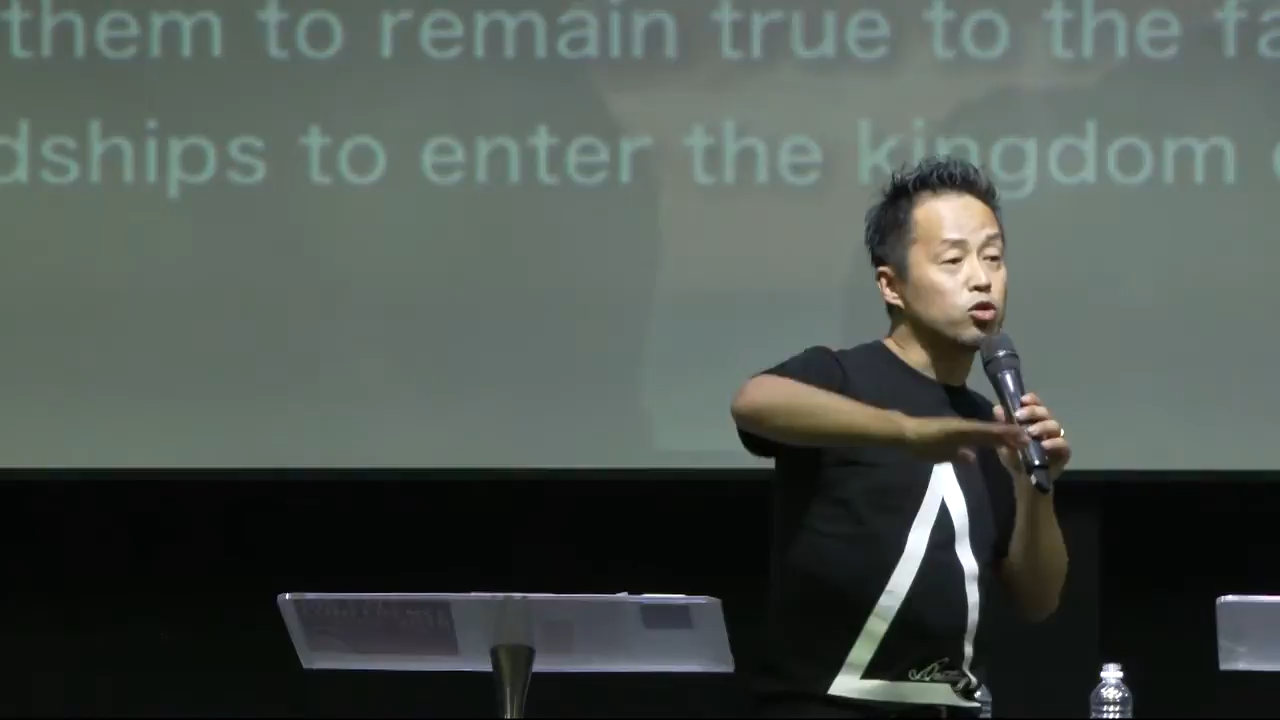 them to remain true to the fa
dships to enter the kingdom